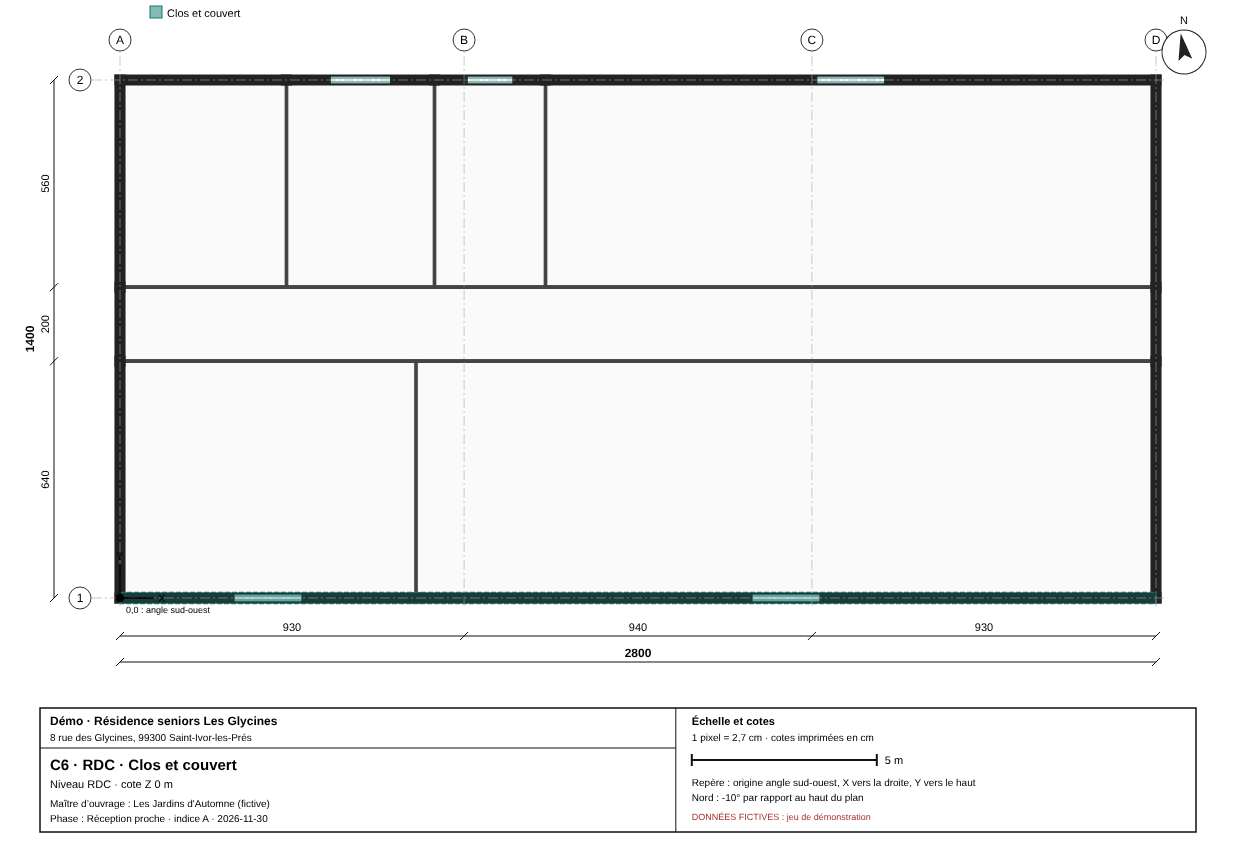 Clos et couvert
N
A
B
C
D
2
560
200
1400
640
1
X
0,0 : angle sud-ouest
930
940
930
2800
Démo · Résidence seniors Les Glycines
8 rue des Glycines, 99300 Saint-Ivor-les-Prés
C6 · RDC · Clos et couvert
Niveau RDC · cote Z 0 m
Maître d'ouvrage : Les Jardins d'Automne (fictive)
Phase : Réception proche · indice A · 2026-11-30
Échelle et cotes
1 pixel = 2,7 cm · cotes imprimées en cm
5 m
Repère : origine angle sud-ouest, X vers la droite, Y vers le haut
Nord : -10° par rapport au haut du plan
DONNÉES FICTIVES : jeu de démonstration